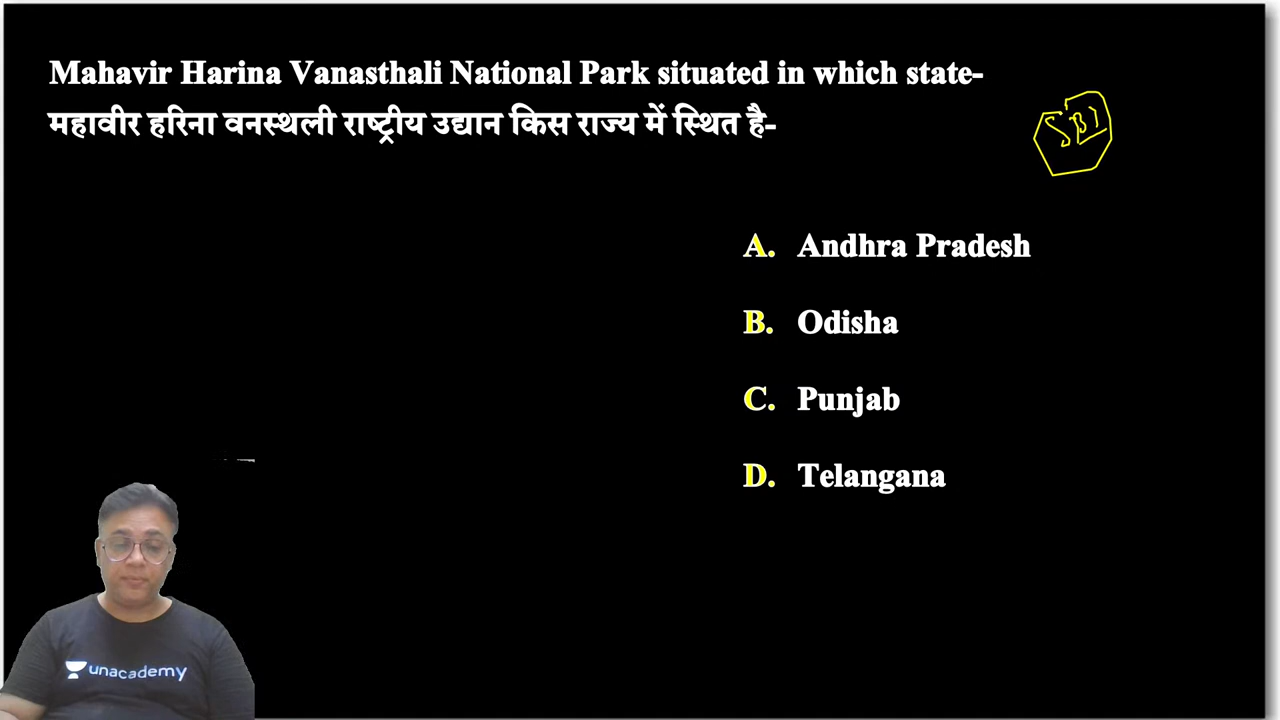 Mahavir Harina Vanasthali National Park situated in which state-
महावीर हरिना वनस्थली राष्ट्रीय उद्यान किस राज्य में स्थित है-
SBI
A. Andhra Pradesh
B. Odisha
C. Punjab
D. Telangana
unacademy